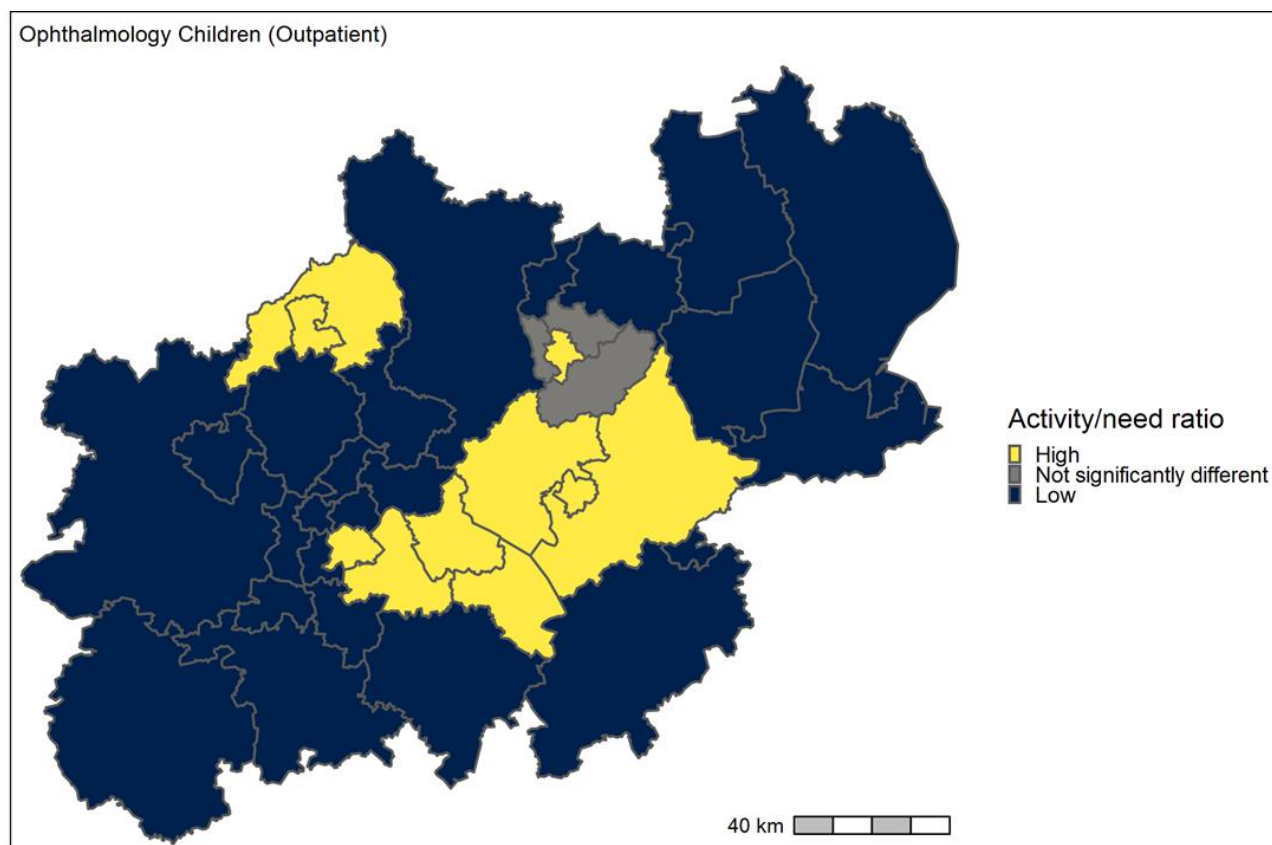 Ophthalmology Children (Outpatient)
Activity/need ratio
High
Not significantly different
Low
40 km